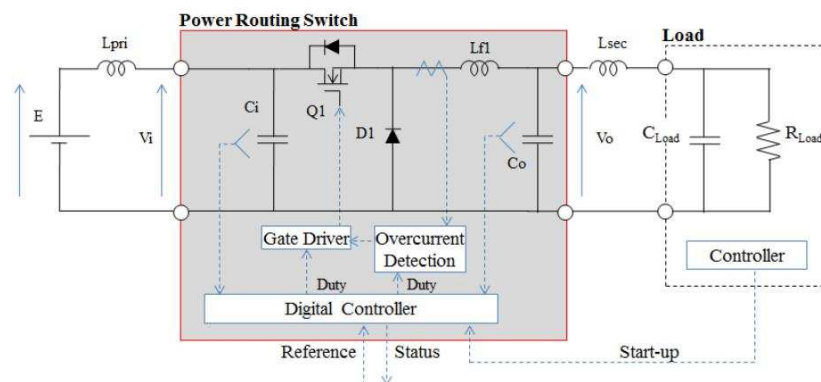 Power Routing Switch
Load
Lpri
Lf1
Lsec
E
Vi
Ci
Q1
D1
Co
Vo
CLoad
RLoad
Gate Driver
Overcurrent
Detection
Controller
Duty
Duty
Digital Controller
Reference
Status
Start-up